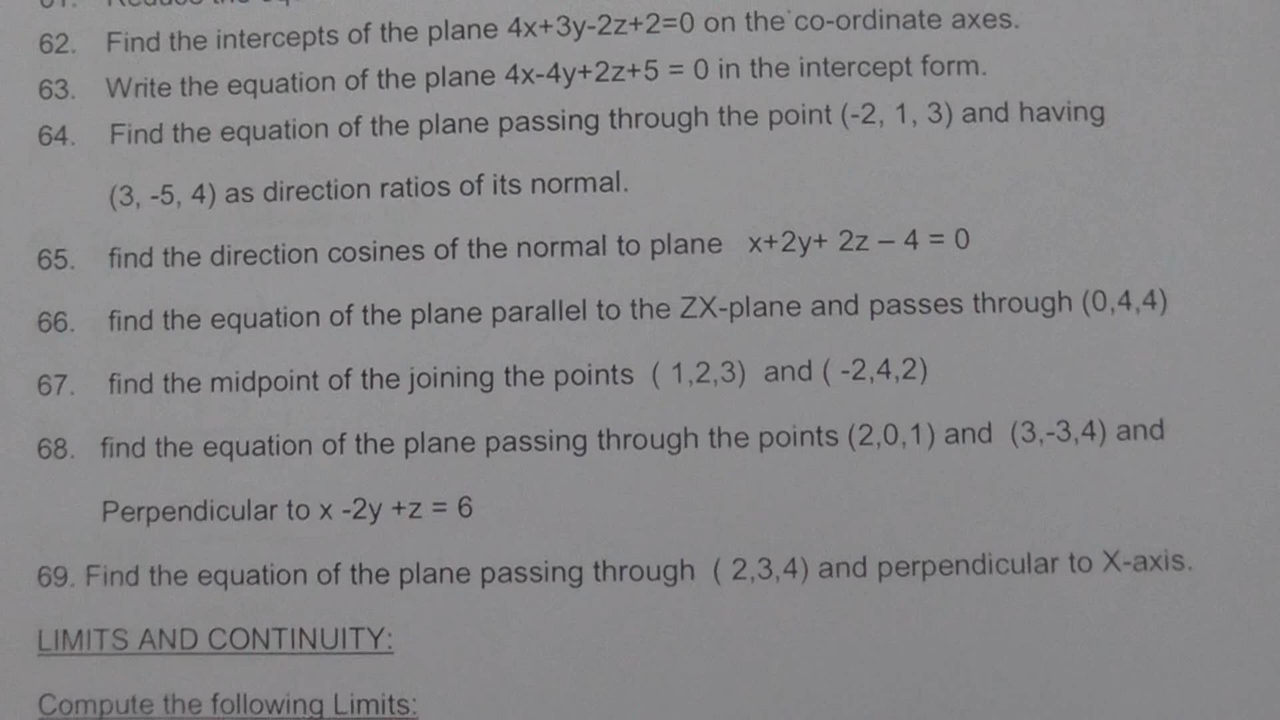 62. Find the intercepts of the plane 4x+3y-2z+2=0 on the co-ordinate axes.
63. Write the equation of the plane 4x-4y+2z+5 = 0 in the intercept form.
64. Find the equation of the plane passing through the point (-2, 1, 3) and having
(3, -5, 4) as direction ratios of its normal.
65. find the direction cosines of the normal to plane x+2y+ 2z – 4 = 0
66. find the equation of the plane parallel to the ZX-plane and passes through (0,4,4)
67. find the midpoint of the joining the points ( 1,2,3) and ( -2,4,2)
68. find the equation of the plane passing through the points (2,0,1) and (3,-3,4) and
Perpendicular to x -2y +z = 6
69. Find the equation of the plane passing through ( 2,3,4) and perpendicular to X-axis.
LIMITS AND CONTINUITY:
Compute the following Limits: